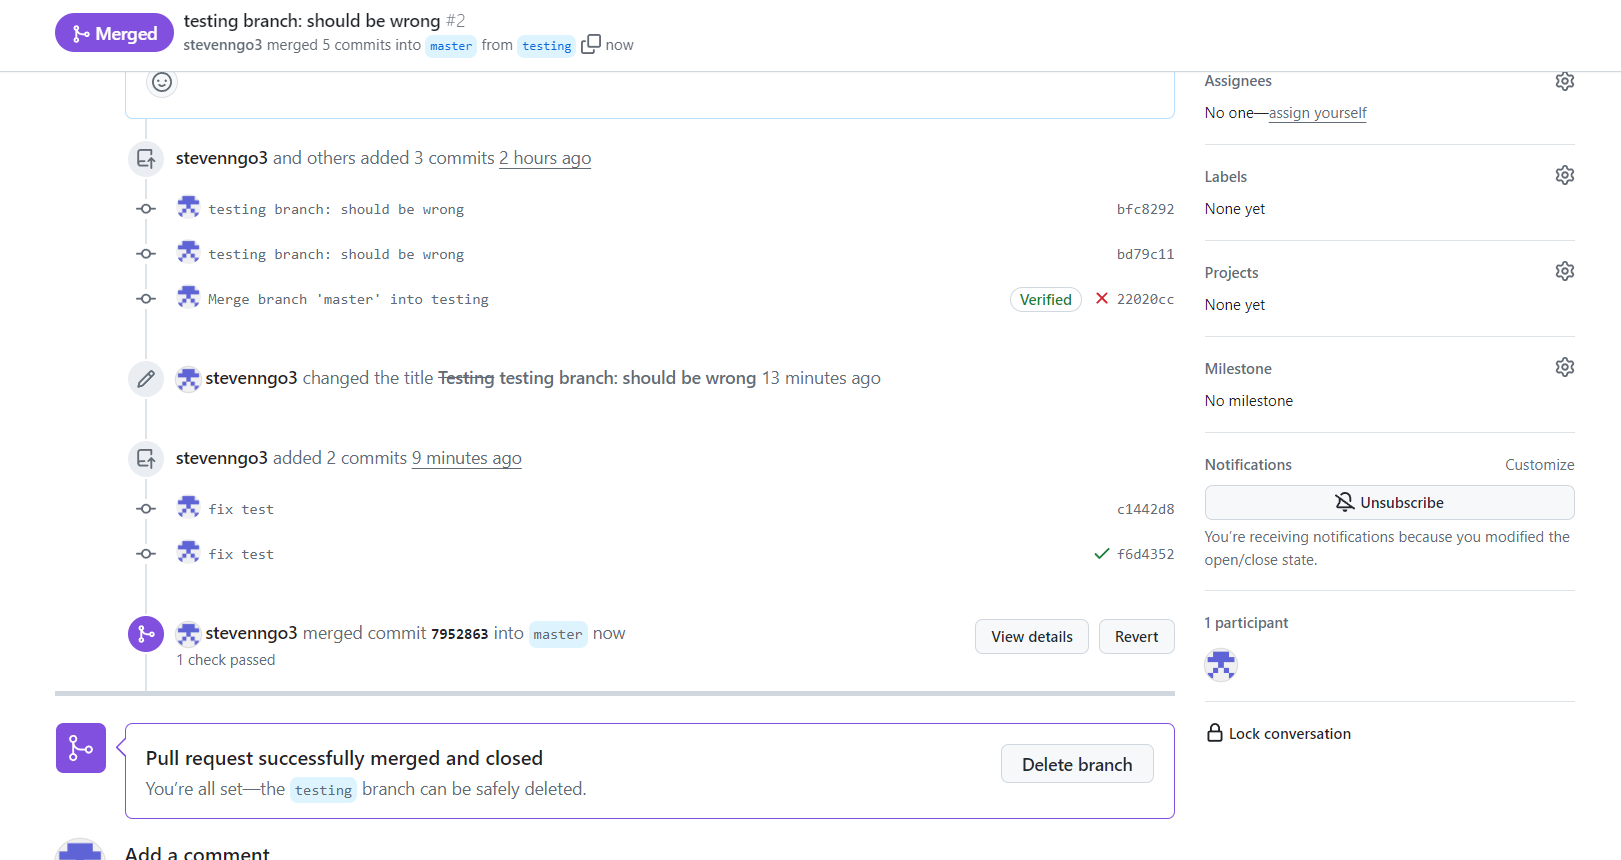 Merged
testing branch: should be wrong #2
stevenngo3 merged 5 commits into master from testing now
stevenngo3 and others added 3 commits 2 hours ago
testing branch: should be wrong bfc8292
testing branch: should be wrong bd79c11
Merge branch 'master' into testing Verified 22020cc
stevenngo3 changed the title Testing testing branch: should be wrong 13 minutes ago
stevenngo3 added 2 commits 9 minutes ago
fix test c1442d8
fix test f6d4352
stevenngo3 merged commit 7952863 into master now
1 check passed
View details
Revert
Pull request successfully merged and closed
You're all set—the testing branch can be safely deleted.
Delete branch
Add a comment
Assignees
No one—assign yourself
Labels
None yet
Projects
None yet
Milestone
No milestone
Notifications Customize
Unsubscribe
You're receiving notifications because you modified the
open/close state.
1 participant
Lock conversation